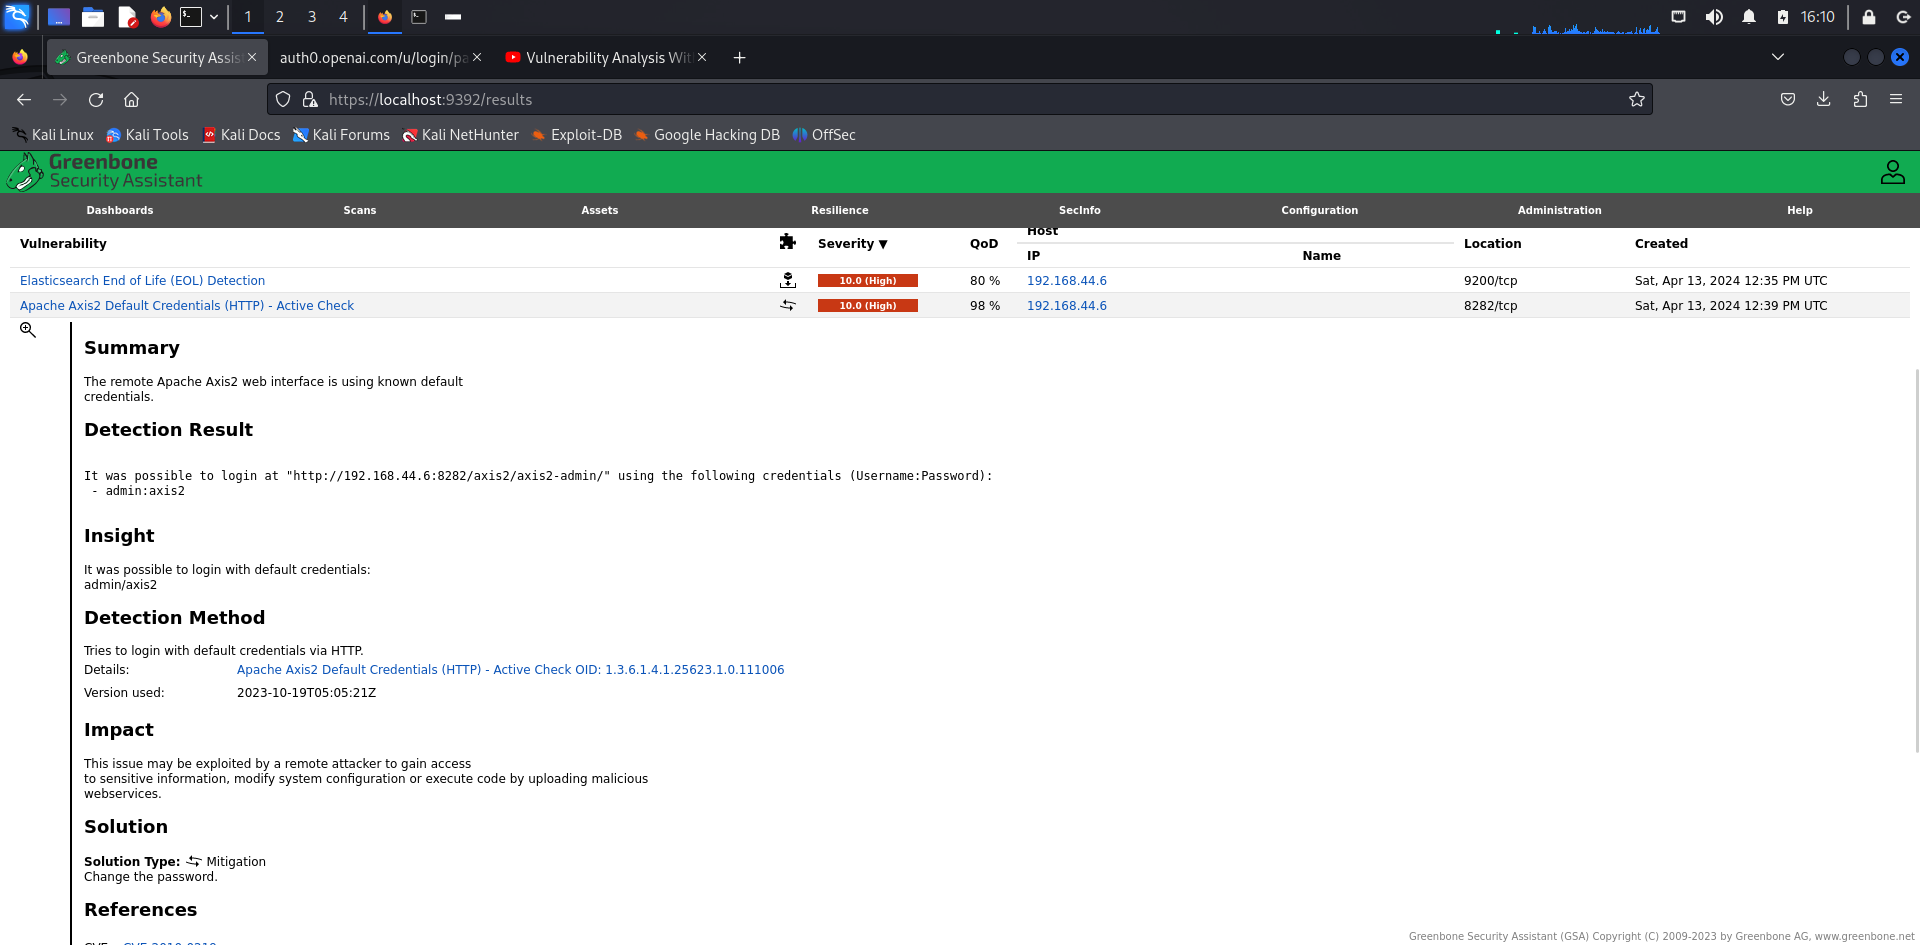 1 2 3 4
16:10
Greenbone Security Assis
auth0.openai.com/u/login/pa
Vulnerability Analysis Wit
https://localhost:9392/results
Kali Linux Kali Tools Kali Docs Kali Forums Kali NetHunter Exploit-DB Google Hacking DB OffSec
Greenbone
Security Assistant
Dashboards Scans Assets Resilience SecInfo Configuration Administration Help
Vulnerability Severity ▼ QoD Host Location Created
IP Name
Elasticsearch End of Life (EOL) Detection 10.0 (High) 80 % 192.168.44.6 9200/tcp Sat, Apr 13, 2024 12:35 PM UTC
Apache Axis2 Default Credentials (HTTP) - Active Check 10.0 (High) 98 % 192.168.44.6 8282/tcp Sat, Apr 13, 2024 12:39 PM UTC
Summary
The remote Apache Axis2 web interface is using known default
credentials.
Detection Result
It was possible to login at "http://192.168.44.6:8282/axis2/axis2-admin/" using the following credentials (Username:Password):
- admin:axis2
Insight
It was possible to login with default credentials:
admin/axis2
Detection Method
Tries to login with default credentials via HTTP.
Details: Apache Axis2 Default Credentials (HTTP) - Active Check OID: 1.3.6.1.4.1.25623.1.0.111006
Version used: 2023-10-19T05:05:21Z
Impact
This issue may be exploited by a remote attacker to gain access
to sensitive information, modify system configuration or execute code by uploading malicious
webservices.
Solution
Solution Type: Mitigation
Change the password.
References
CVE CVE-2010-0219
Greenbone Security Assistant (GSA) Copyright (C) 2009-2023 by Greenbone AG, www.greenbone.net